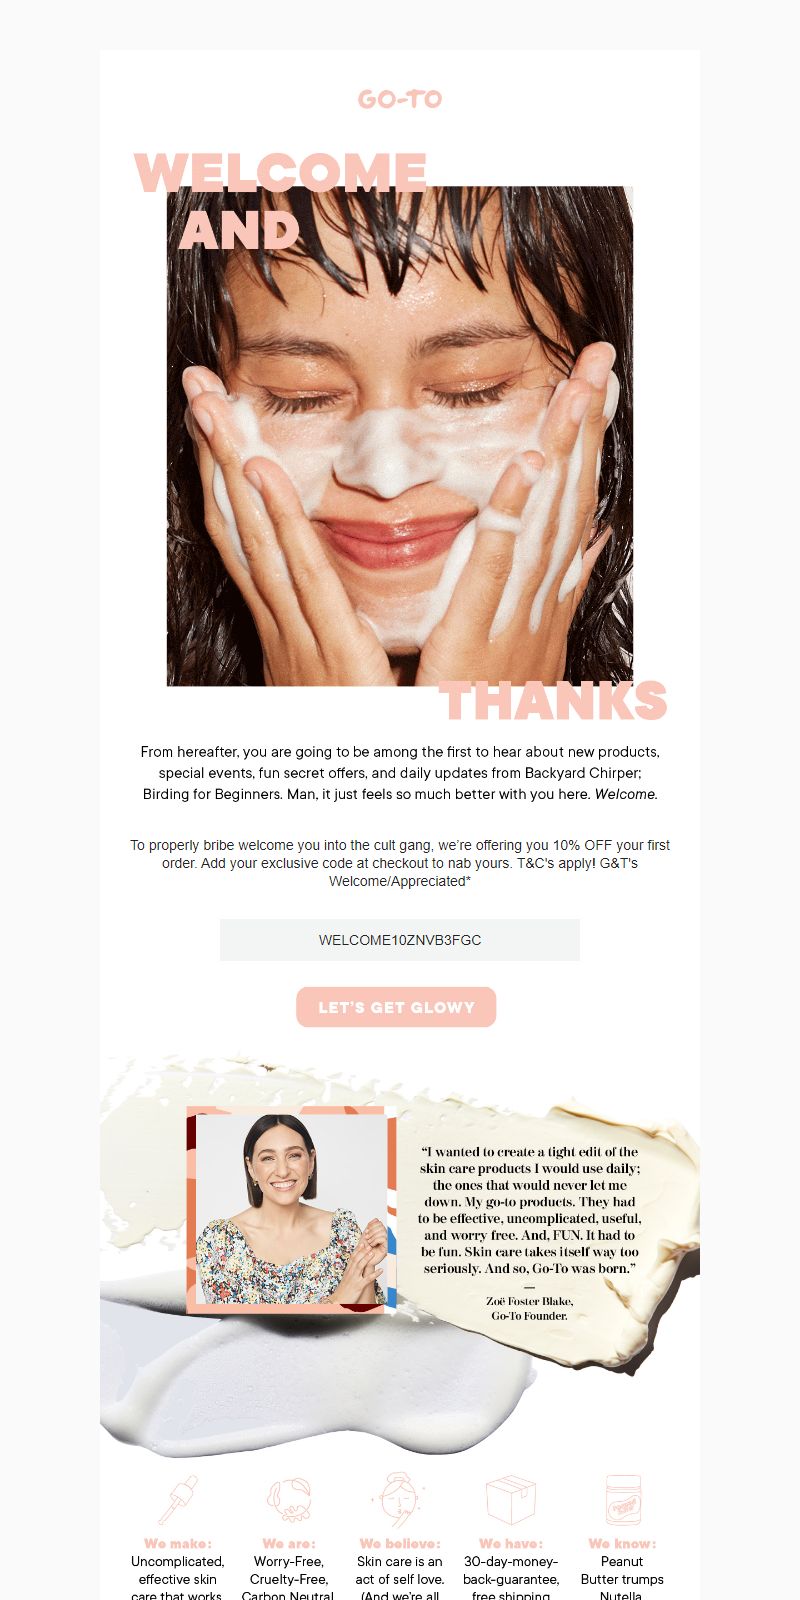 GO-TO
WELCOME
AND
THANKS
From hereafter, you are going to be among the first to hear about new products,
special events, fun secret offers, and daily updates from Backyard Chirper;
Birding for Beginners. Man, it just feels so much better with you here. Welcome.
To properly bribe welcome you into the cult gang, we're offering you 10% OFF your first
order. Add your exclusive code at checkout to nab yours. T&C's apply! G&T's
Welcome/Appreciated*
WELCOME10ZNVB3FGC
LET'S GET GLOWY
“I wanted to create a tight edit of the
skin care products I would use daily;
the ones that would never let me
down. My go-to products. They had
to be effective, uncomplicated, useful,
and worry free. And, FUN. It had to
be fun. Skin care takes itself way too
seriously. And so, Go-To was born.”
—
Zoë Foster Blake,
Go-To Founder.
We make:
Uncomplicated,
effective skin
care that works
We are:
Worry-Free,
Cruelty-Free,
Carbon Neutral
We believe:
Skin care is an
act of self love.
(And we're all
We have:
30-day-money-
back-guarantee,
free shipping
We know:
Peanut
Butter trumps
Nutella